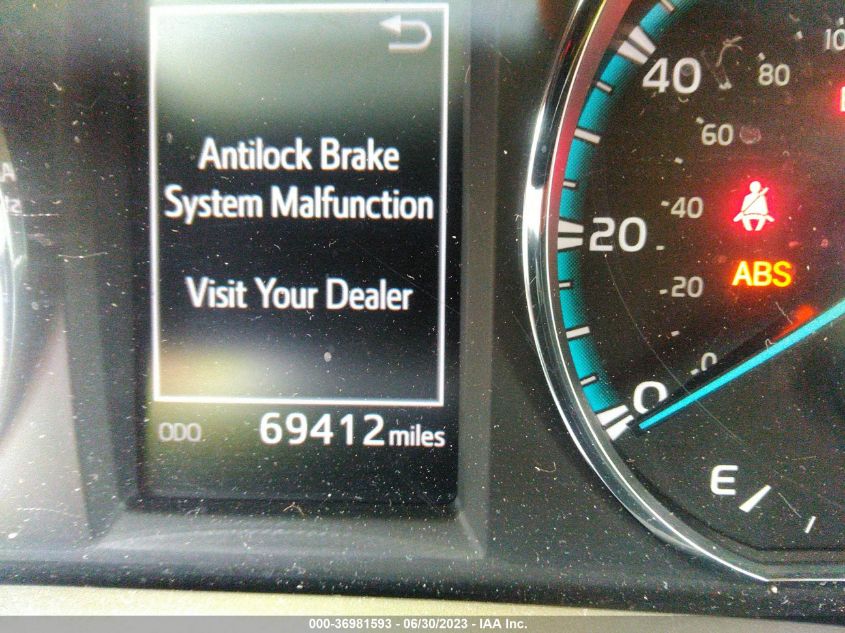 Antilock Brake
System Malfunction
Visit Your Dealer
ODO 69412 miles
40
20
0
80
60
40
20
0
ABS
E
000-36981593 - 06/30/2023 - IAA Inc.